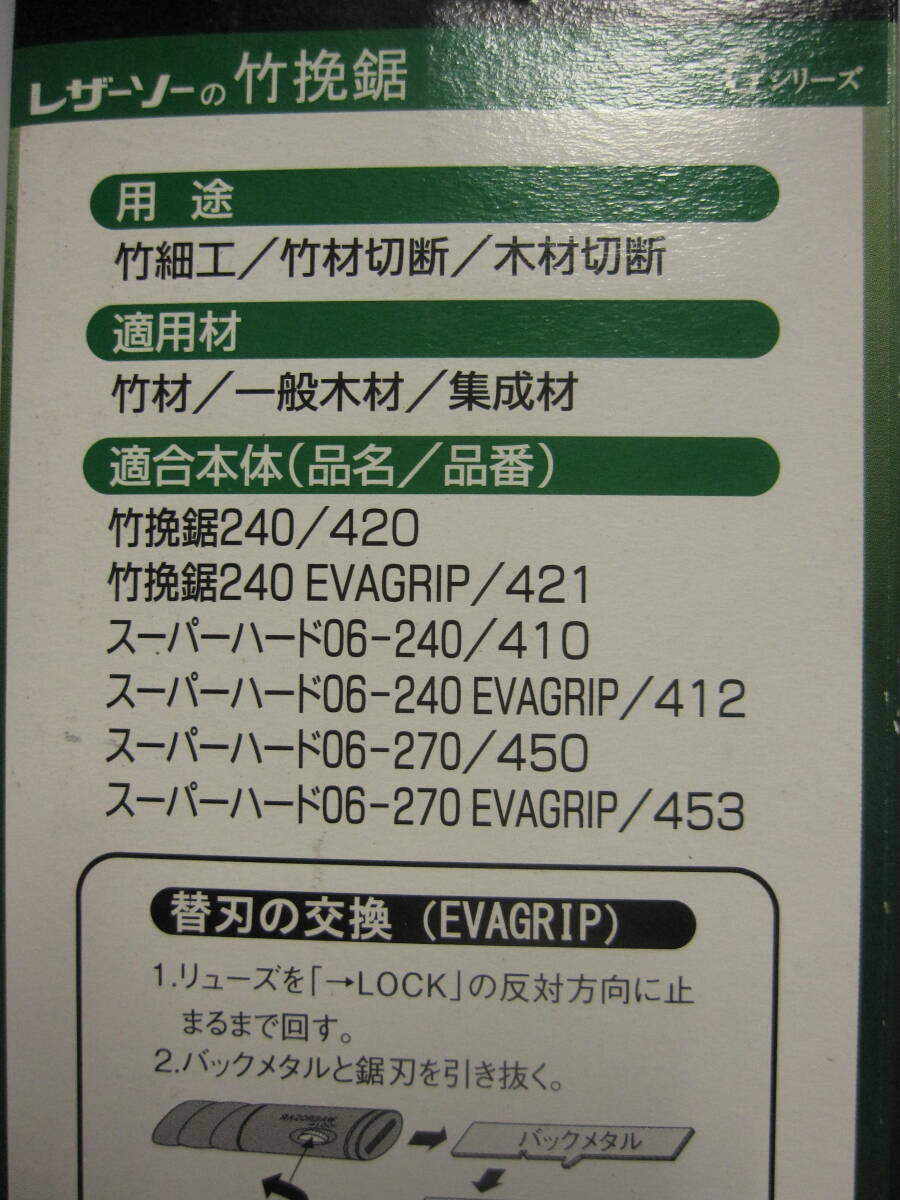 レザーソーの竹挽鋸
Gシリーズ
用 途
竹細工／竹材切断／木材切断
適用材
竹材／一般木材／集成材
適合本体(品名／品番)
竹挽鋸240／420
竹挽鋸240 EVAGRIP／421
スーパーハード06-240／410
スーパーハード06-240 EVAGRIP／412
スーパーハード06-270／450
スーパーハード06-270 EVAGRIP／453
替刃の交換 (EVAGRIP)
1.リューズを「→LOCK」の反対方向に止
まるまで回す。
2.バックメタルと鋸刃を引き抜く。
RAZORSAW
バックメタル